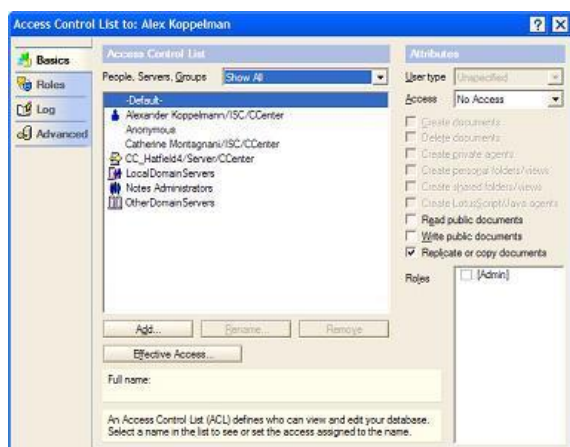 Access Control List to: Alex Koppelman
Basics
Roles
Log
Advanced
Access Control List
People, Servers, Groups
Show All
-Default-
Alexander Koppelmann/ISC/CCenter
Anonymous
Catherine Montagnani/ISC/CCenter
CC_Hatfield4/Server/CCenter
LocalDomainServers
Notes Administrators
OtherDomainServers
Add...
Rename...
Remove
Effective Access...
Full name:
An Access Control List (ACL) defines who can view and edit your database.
Select a name in the list to see or set the access assigned to the name.
Attributes
User type
Unspecified
Access
No Access
Create documents
Delete documents
Create private agents
Create personal folders/views
Create shared folders/views
Create LotusScript/Java agents
Read public documents
Write public documents
Replicate or copy documents
Roles
[Admin]